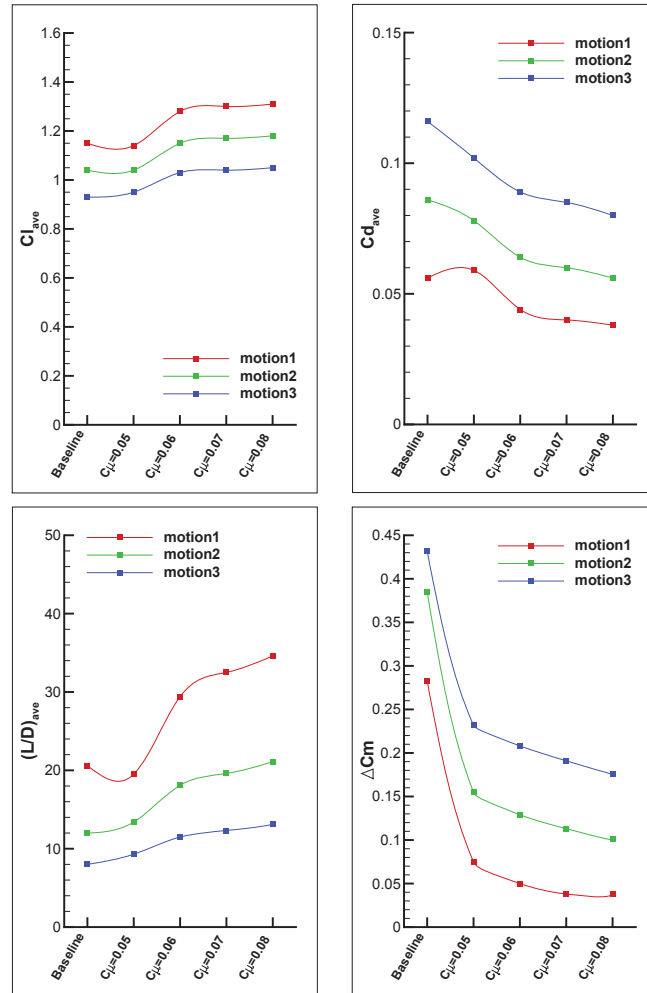 1.6
1.4
1.2
1
0.8
0.6
0.4
0.2
0
Cl_ave
motion1
motion2
motion3
Baseline
Cμ=0.05
Cμ=0.06
Cμ=0.07
Cμ=0.08
0.15
0.1
0.05
0
Cd_ave
motion1
motion2
motion3
Baseline
Cμ=0.05
Cμ=0.06
Cμ=0.07
Cμ=0.08
50
40
30
20
10
0
(L/D)_ave
motion1
motion2
motion3
Baseline
Cμ=0.05
Cμ=0.06
Cμ=0.07
Cμ=0.08
0.45
0.4
0.35
0.3
0.25
0.2
0.15
0.1
0.05
0
△Cm
motion1
motion2
motion3
Baseline
Cμ=0.05
Cμ=0.06
Cμ=0.07
Cμ=0.08